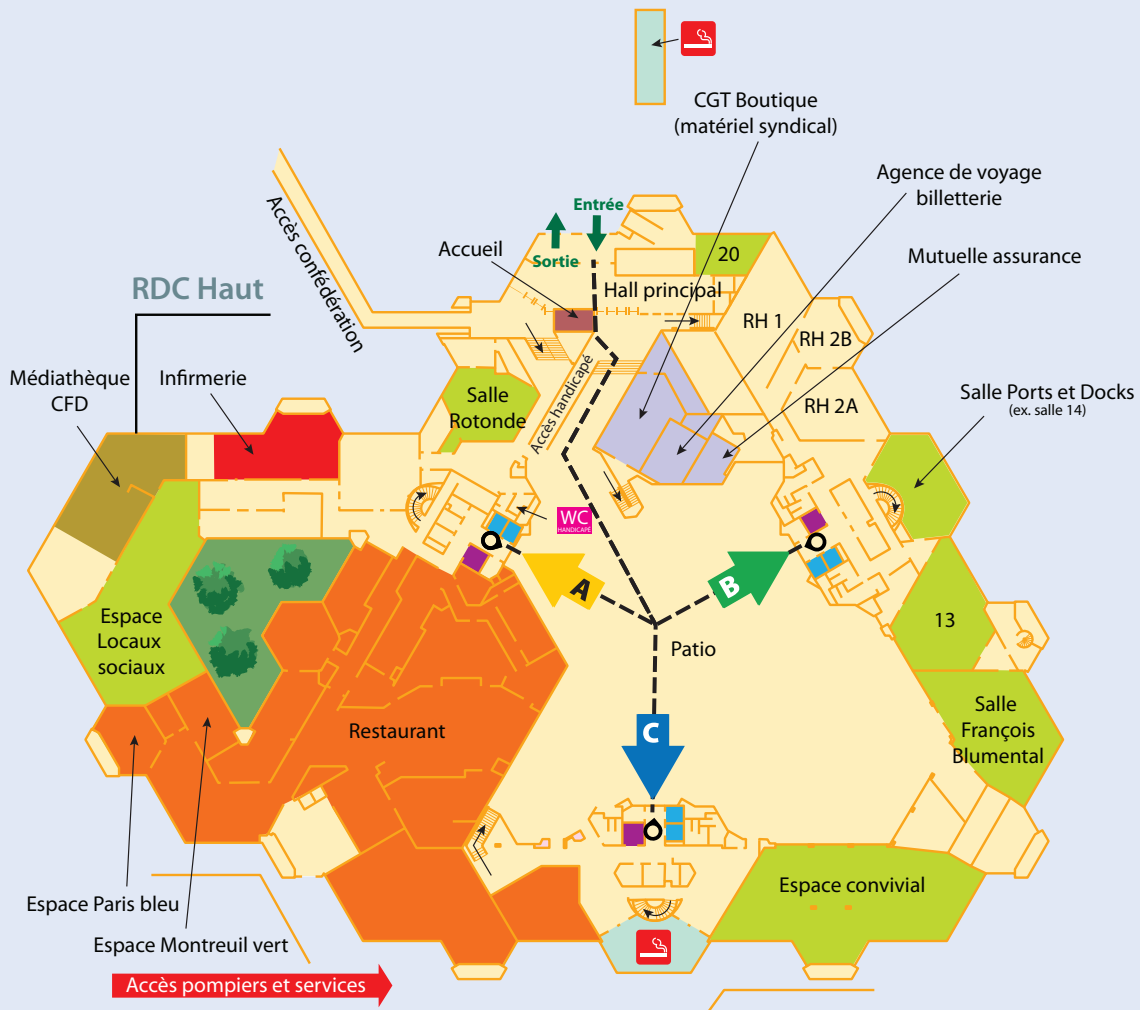 CGT Boutique
(matériel syndical)
Agence de voyage
billetterie
Mutuelle assurance
Accès confédération
Entrée
Sortie
Accueil
20
Hall principal
RDC Haut
RH 1
RH 2B
RH 2A
Médiathèque
CFD
Infirmerie
Salle
Rotonde
Accès handicapé
Salle Ports et Docks
(ex. salle 14)
WC
HANDICAPÉ
A
B
Espace
Locaux
sociaux
13
Patio
Restaurant
C
Salle
François
Blumental
Espace convivial
Espace Paris bleu
Espace Montreuil vert
Accès pompiers et services